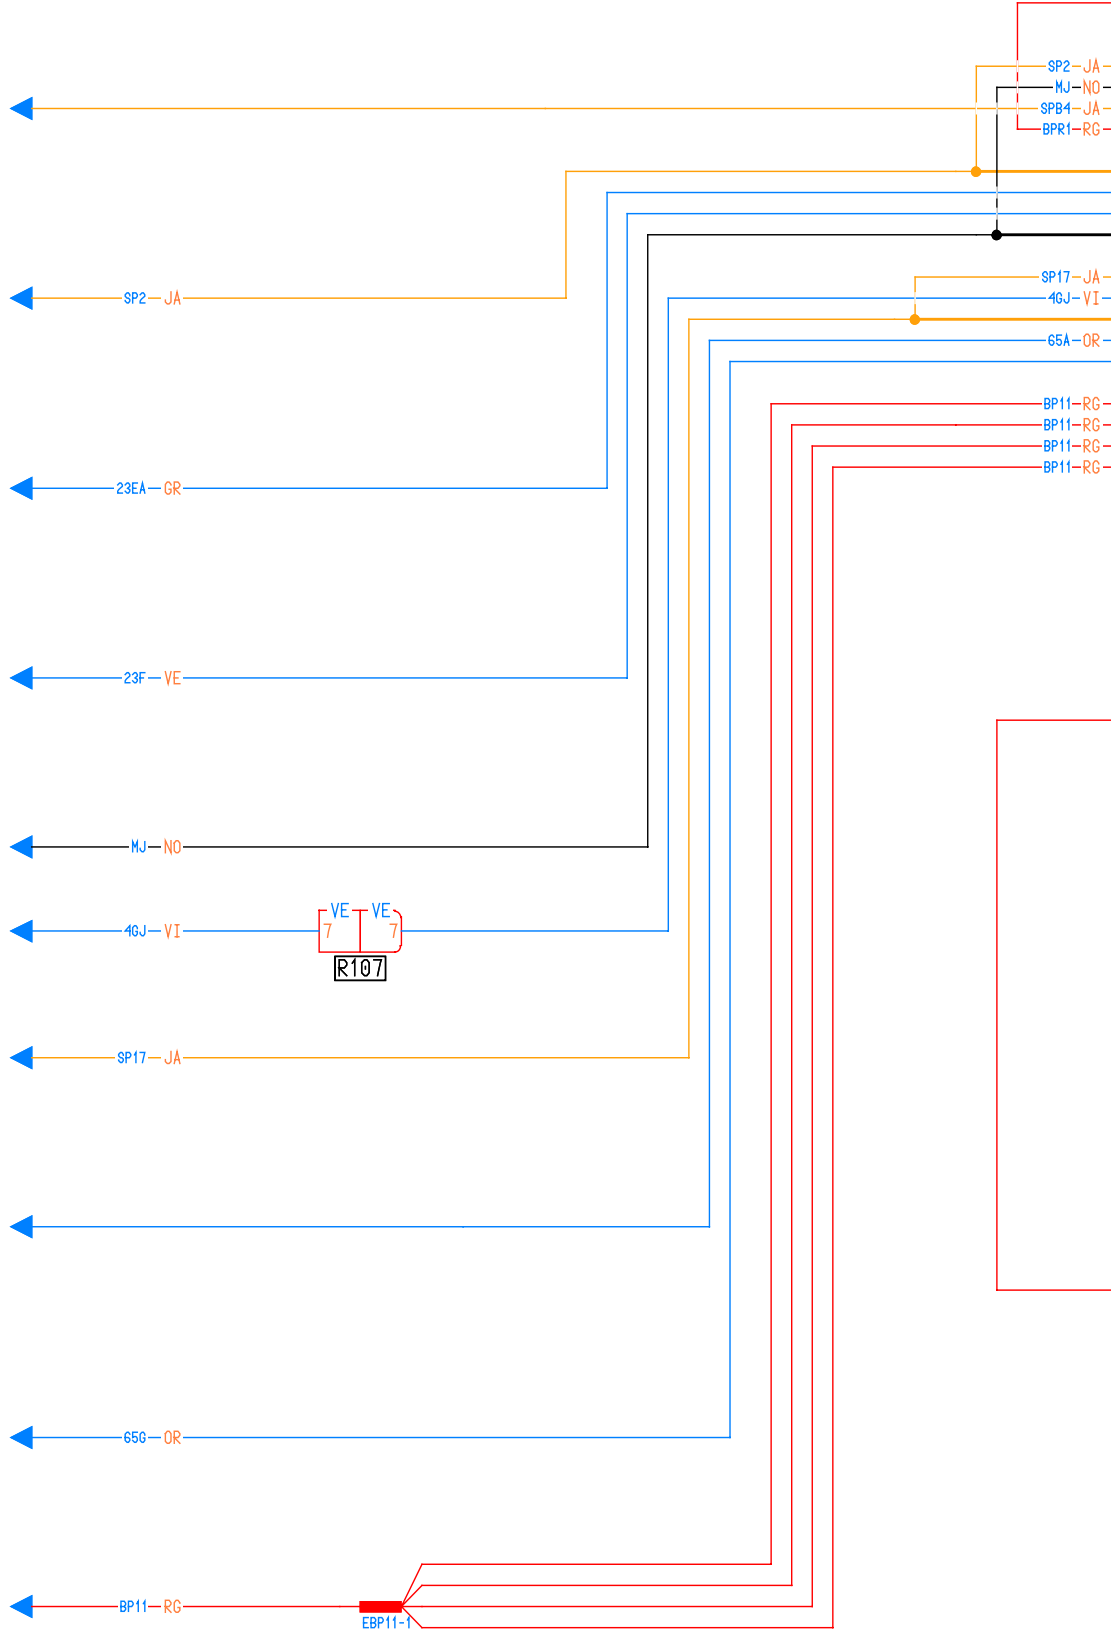 SP2 JA
MJ NO
SPB4 JA
BPR1 RG
SP17 JA
SP2 JA
4GJ VI
65A OR
BP11 RG
BP11 RG
BP11 RG
BP11 RG
23EA GR
23F VE
MJ NO
VE VE
4GJ VI 7 7
R107
SP17 JA
65G OR
BP11 RG
EBP11-1